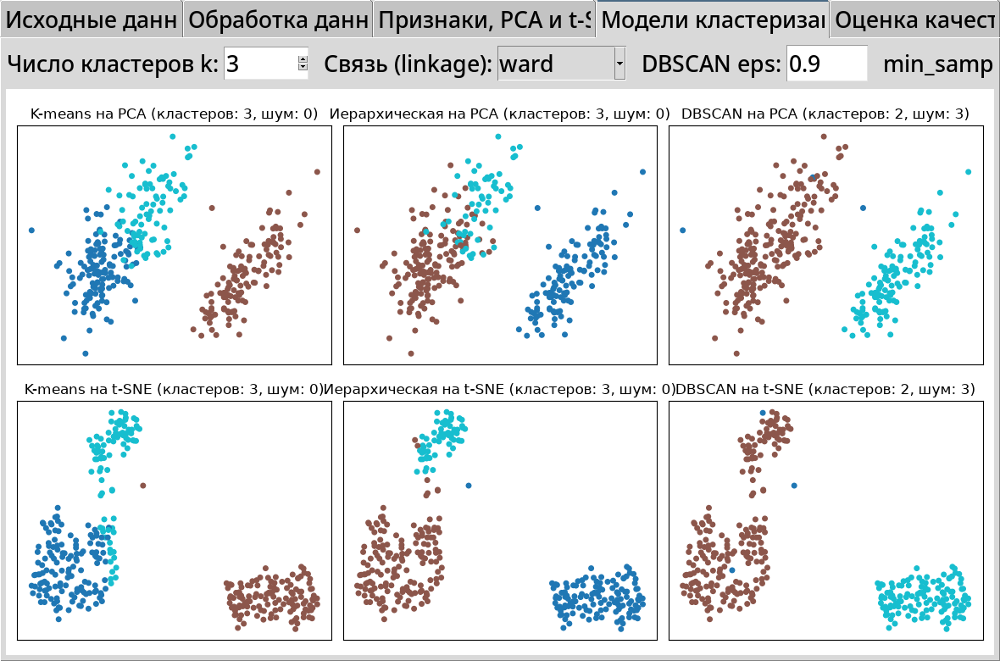 Исходные данн Обработка данн Признаки, PCA и t-S Модели кластериза Оценка качест
Число кластеров k: 3 Связь (linkage): ward DBSCAN eps: 0.9 min_samp
K-means на PCA (кластеров: 3, шум: 0) Иерархическая на PCA (кластеров: 3, шум: 0) DBSCAN на PCA (кластеров: 2, шум: 3)
K-means на t-SNE (кластеров: 3, шум: 0) Иерархическая на t-SNE (кластеров: 3, шум: 0) DBSCAN на t-SNE (кластеров: 2, шум: 3)